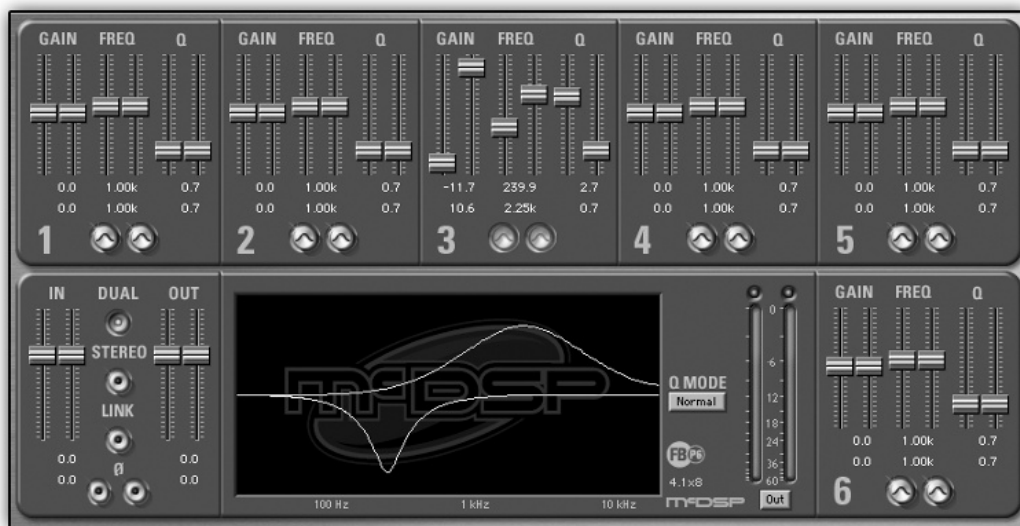 GAIN FREQ Q
0.0 1.00k 0.7
0.0 1.00k 0.7
1
GAIN FREQ Q
0.0 1.00k 0.7
0.0 1.00k 0.7
2
GAIN FREQ Q
-11.7 239.9 2.7
10.6 2.25k 0.7
3
GAIN FREQ Q
0.0 1.00k 0.7
0.0 1.00k 0.7
4
GAIN FREQ Q
0.0 1.00k 0.7
0.0 1.00k 0.7
5
IN DUAL OUT
STEREO
LINK
Ø
0.0 0.0
0.0 0.0
McDSP
100 Hz 1 kHz 10 kHz
Q MODE
Normal
FB P6
4.1x8
McDSP
0
6
12
18
24
36
60
Out
GAIN FREQ Q
0.0 1.00k 0.7
0.0 1.00k 0.7
6